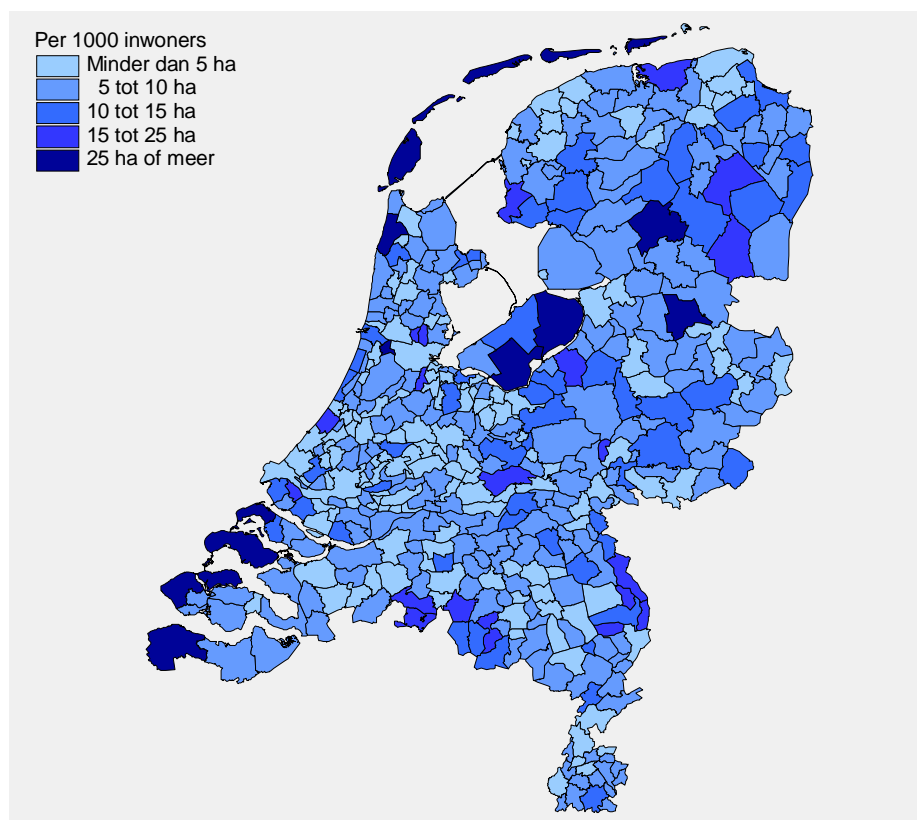 Per 1000 inwoners
Minder dan 5 ha
5 tot 10 ha
10 tot 15 ha
15 tot 25 ha
25 ha of meer